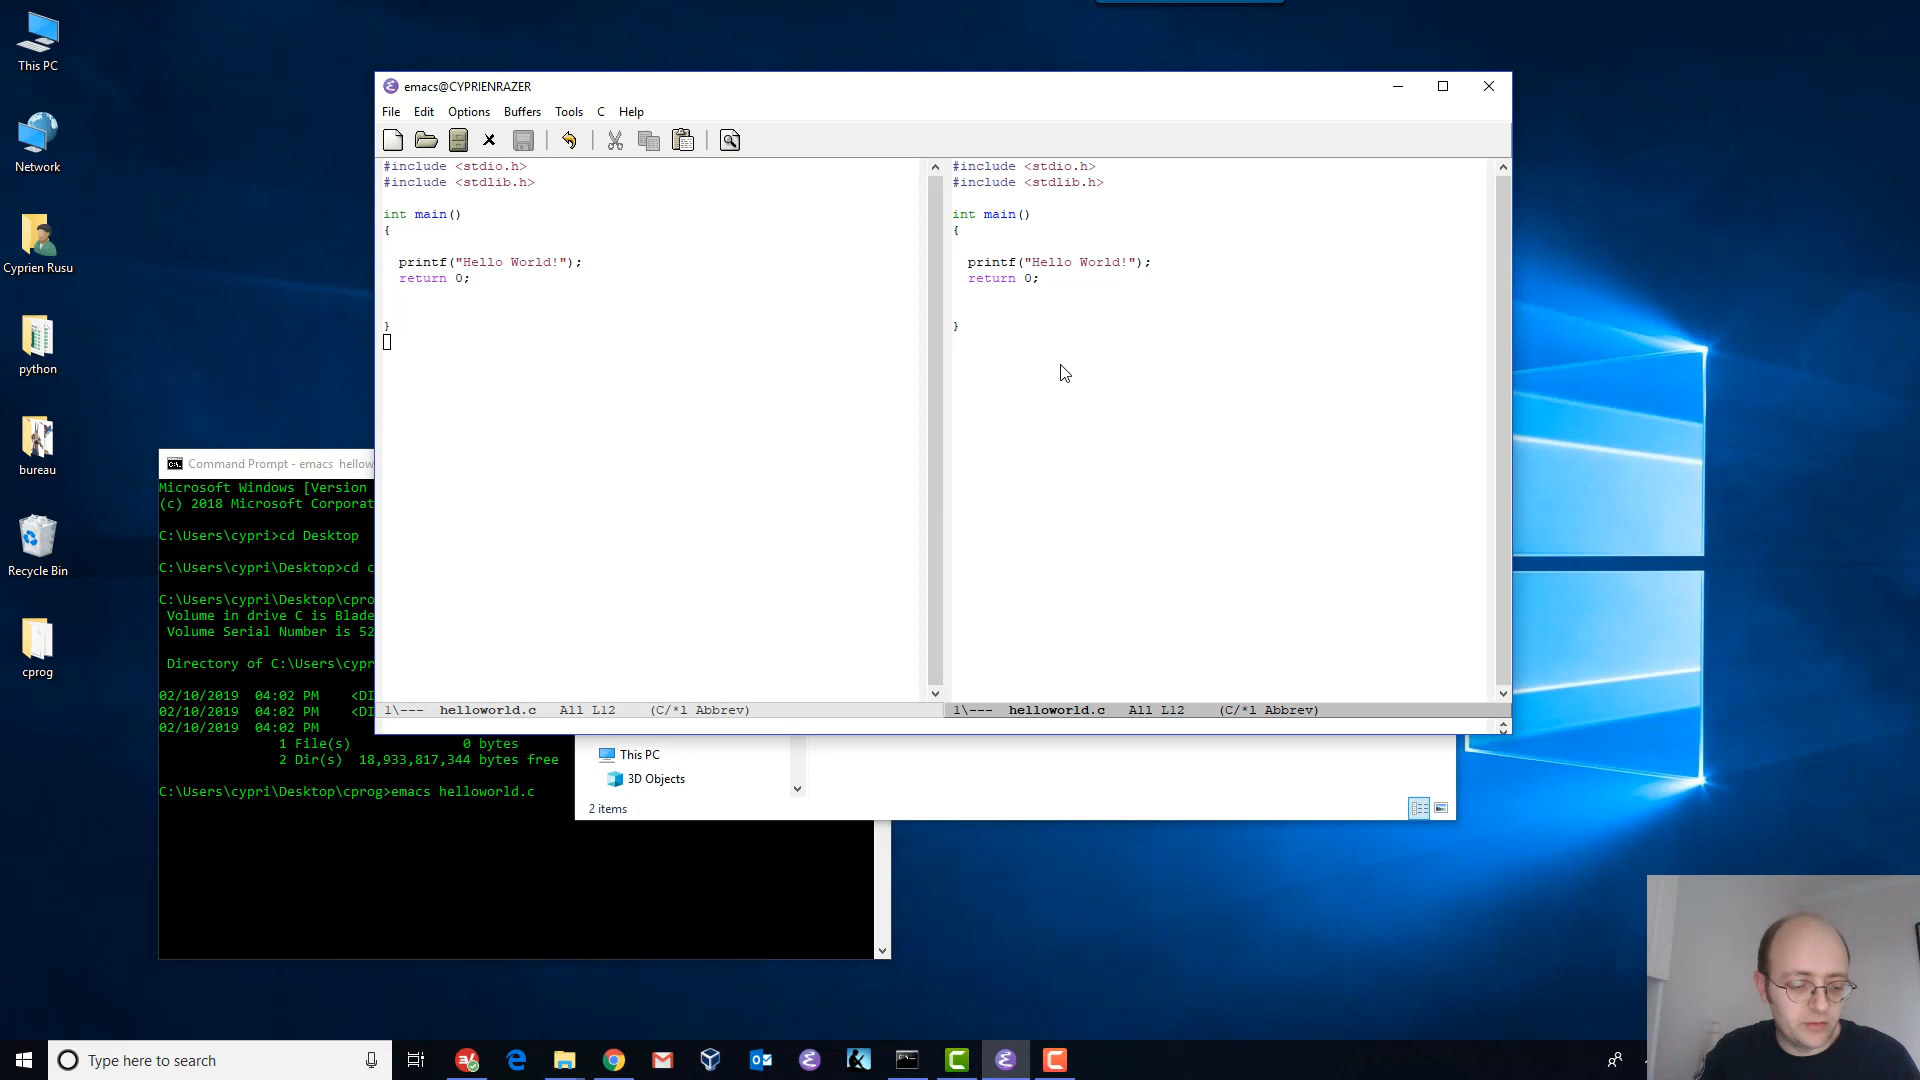 This PC
Network
Cyprien Rusu
python
bureau
Recycle Bin
cprog
emacs@CYPRIENRAZER
File Edit Options Buffers Tools C Help
#include <stdio.h>
#include <stdlib.h>
int main()
{
printf("Hello World!");
return 0;
}
1\--- helloworld.c All L12 (C/*l Abbrev)
#include <stdio.h>
#include <stdlib.h>
int main()
{
printf("Hello World!");
return 0;
}
1\--- helloworld.c All L12 (C/*l Abbrev)
Command Prompt - emacs hellow
Microsoft Windows [Version
(c) 2018 Microsoft Corporat
C:\Users\cypri>cd Desktop
C:\Users\cypri\Desktop>cd c
C:\Users\cypri\Desktop\cpro
Volume in drive C is Blade
Volume Serial Number is 52
Directory of C:\Users\cypr
02/10/2019 04:02 PM <DI
02/10/2019 04:02 PM <DI
02/10/2019 04:02 PM
1 File(s) 0 bytes
2 Dir(s) 18,933,817,344 bytes free
C:\Users\cypri\Desktop\cprog>emacs helloworld.c
This PC
3D Objects
2 items
Type here to search